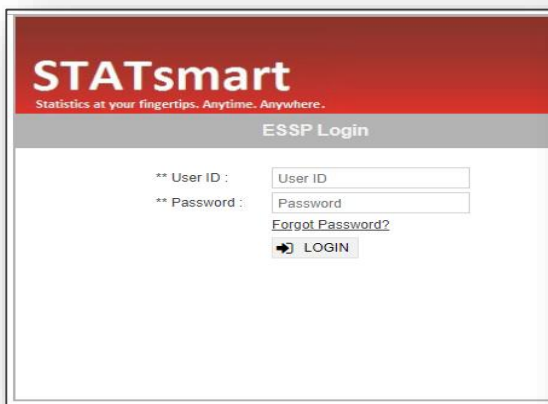 STATsmart
Statistics at your fingertips. Anytime. Anywhere.
ESSP Login
** User ID : User ID
** Password : Password
Forgot Password?
LOGIN